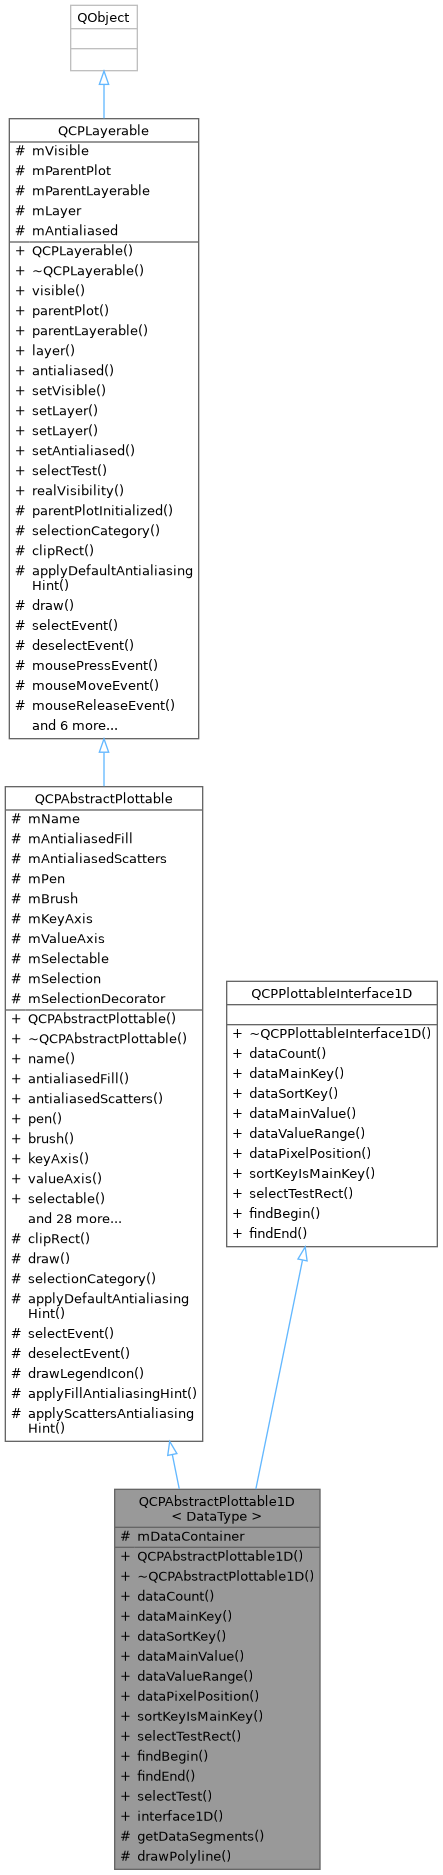 QObject
QCPLayerable
# mVisible
# mParentPlot
# mParentLayerable
# mLayer
# mAntialiased
+ QCPLayerable()
+ ~QCPLayerable()
+ visible()
+ parentPlot()
+ parentLayerable()
+ layer()
+ antialiased()
+ setVisible()
+ setLayer()
+ setLayer()
+ setAntialiased()
+ selectTest()
+ realVisibility()
# parentPlotInitialized()
# selectionCategory()
# clipRect()
# applyDefaultAntialiasing
Hint()
# draw()
# selectEvent()
# deselectEvent()
# mousePressEvent()
# mouseMoveEvent()
# mouseReleaseEvent()
and 6 more...
QCPAbstractPlottable
# mName
# mAntialiasedFill
# mAntialiasedScatters
# mPen
# mBrush
# mKeyAxis
# mValueAxis
# mSelectable
# mSelection
# mSelectionDecorator
+ QCPAbstractPlottable()
+ ~QCPAbstractPlottable()
+ name()
+ antialiasedFill()
+ antialiasedScatters()
+ pen()
+ brush()
+ keyAxis()
+ valueAxis()
+ selectable()
and 28 more...
# clipRect()
# draw()
# selectionCategory()
# applyDefaultAntialiasing
Hint()
# selectEvent()
# deselectEvent()
# drawLegendIcon()
# applyFillAntialiasingHint()
# applyScattersAntialiasing
Hint()
QCPPlottableInterface1D
+ ~QCPPlottableInterface1D()
+ dataCount()
+ dataMainKey()
+ dataSortKey()
+ dataMainValue()
+ dataValueRange()
+ dataPixelPosition()
+ sortKeyIsMainKey()
+ selectTestRect()
+ findBegin()
+ findEnd()
QCPAbstractPlottable1D
< DataType >
# mDataContainer
+ QCPAbstractPlottable1D()
+ ~QCPAbstractPlottable1D()
+ dataCount()
+ dataMainKey()
+ dataSortKey()
+ dataMainValue()
+ dataValueRange()
+ dataPixelPosition()
+ sortKeyIsMainKey()
+ selectTestRect()
+ findBegin()
+ findEnd()
+ selectTest()
+ interface1D()
# getDataSegments()
# drawPolyline()